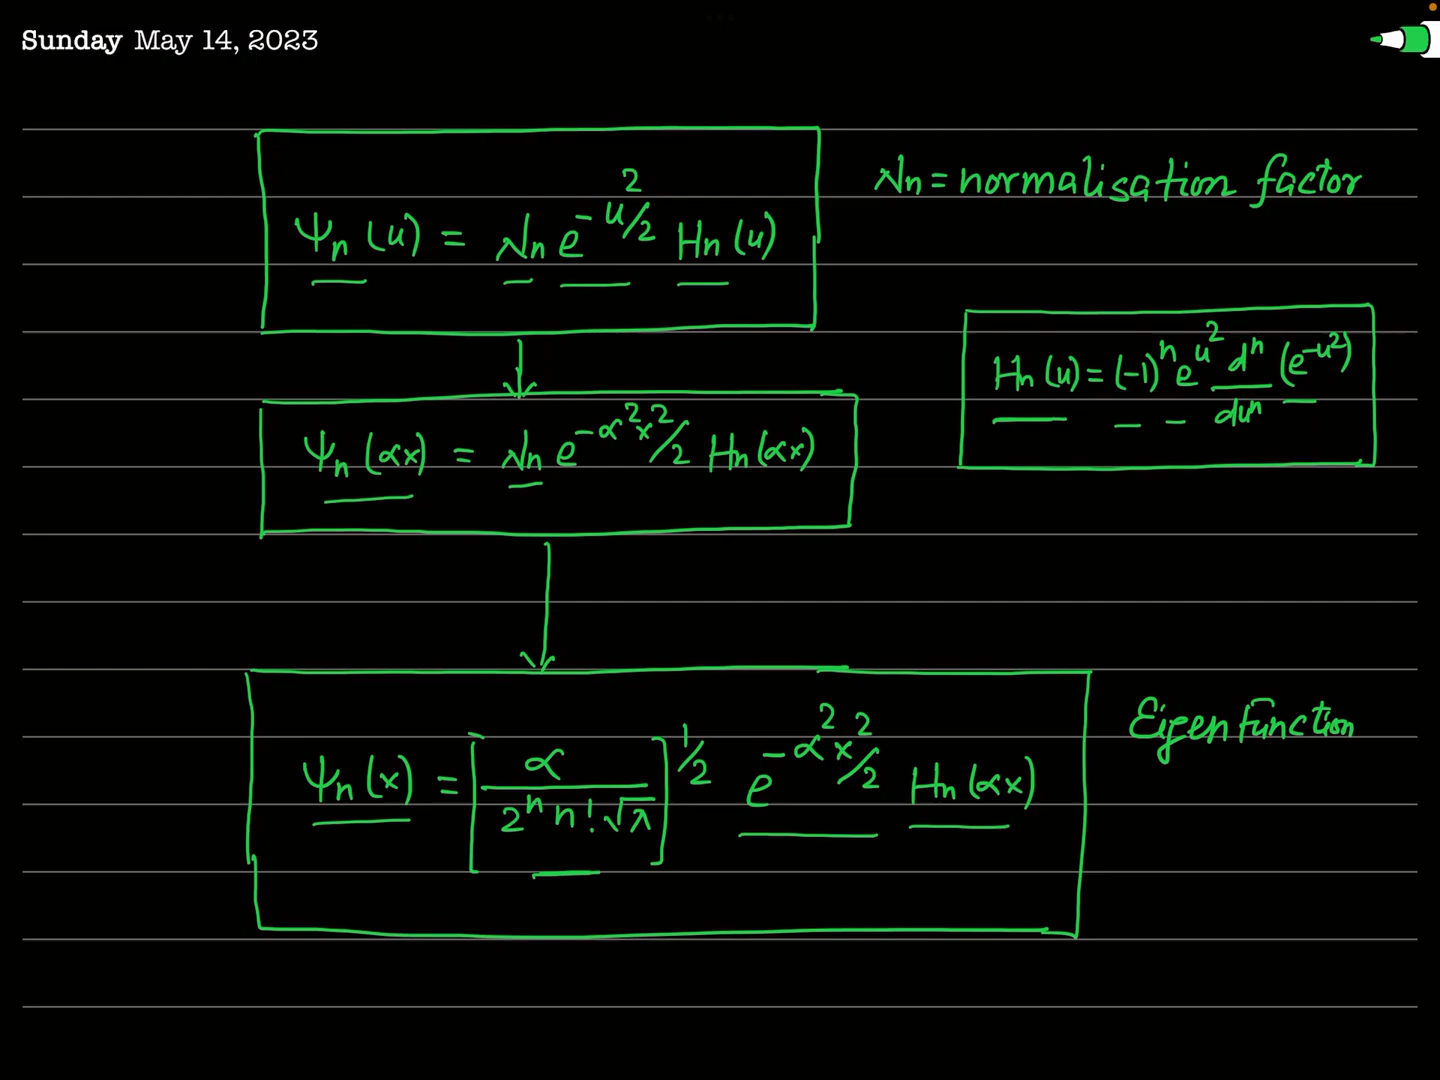 Sunday May 14, 2023
Ψn (u) = Nn e^{-u²/2} Hn (u)
Nn = normalisation factor
Hn (u) = (-1)^n e^{u²} d^n/du^n (e^{-u²})
Ψn (αx) = Nn e^{-α²x²/2} Hn (αx)
Ψn (x) = [α / 2^n n! √π]^{1/2} e^{-α²x²/2} Hn (αx)
Eigen function